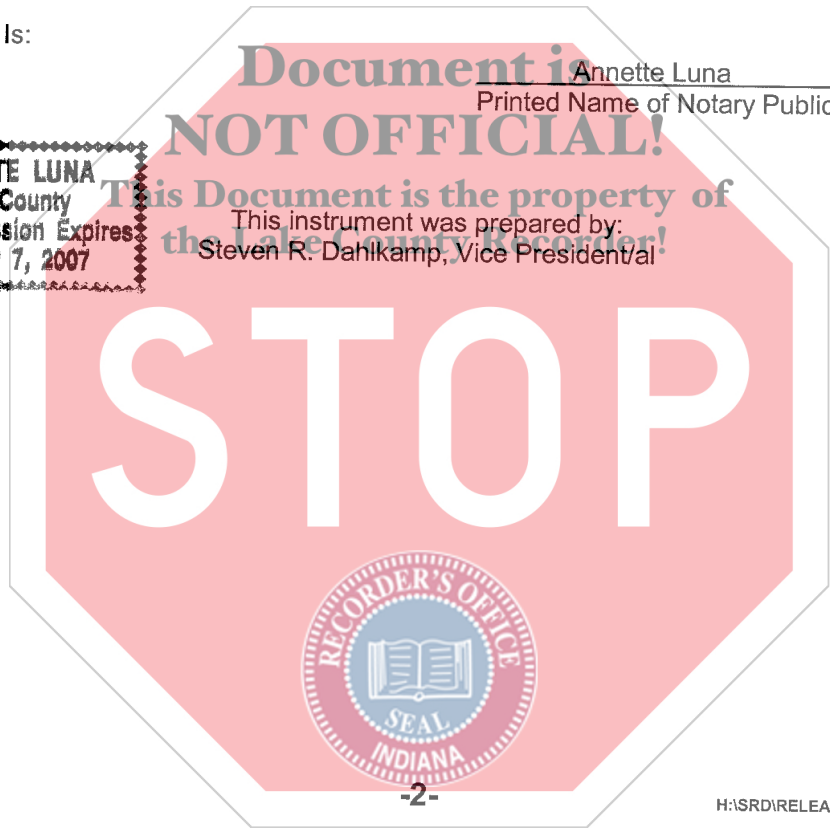 Is:
Document is
Annette Luna
Printed Name of Notary Public
NOT OFFICIAL!
TE LUNA
County
sion Expires
7, 2007
This Document is the property of
the Lake County Recorder!
This instrument was prepared by:
Steven R. Dahlkamp, Vice President/al
STOP
RECORDER'S OFFICE
SEAL
INDIANA
-2-
H:\SRD\RELEA